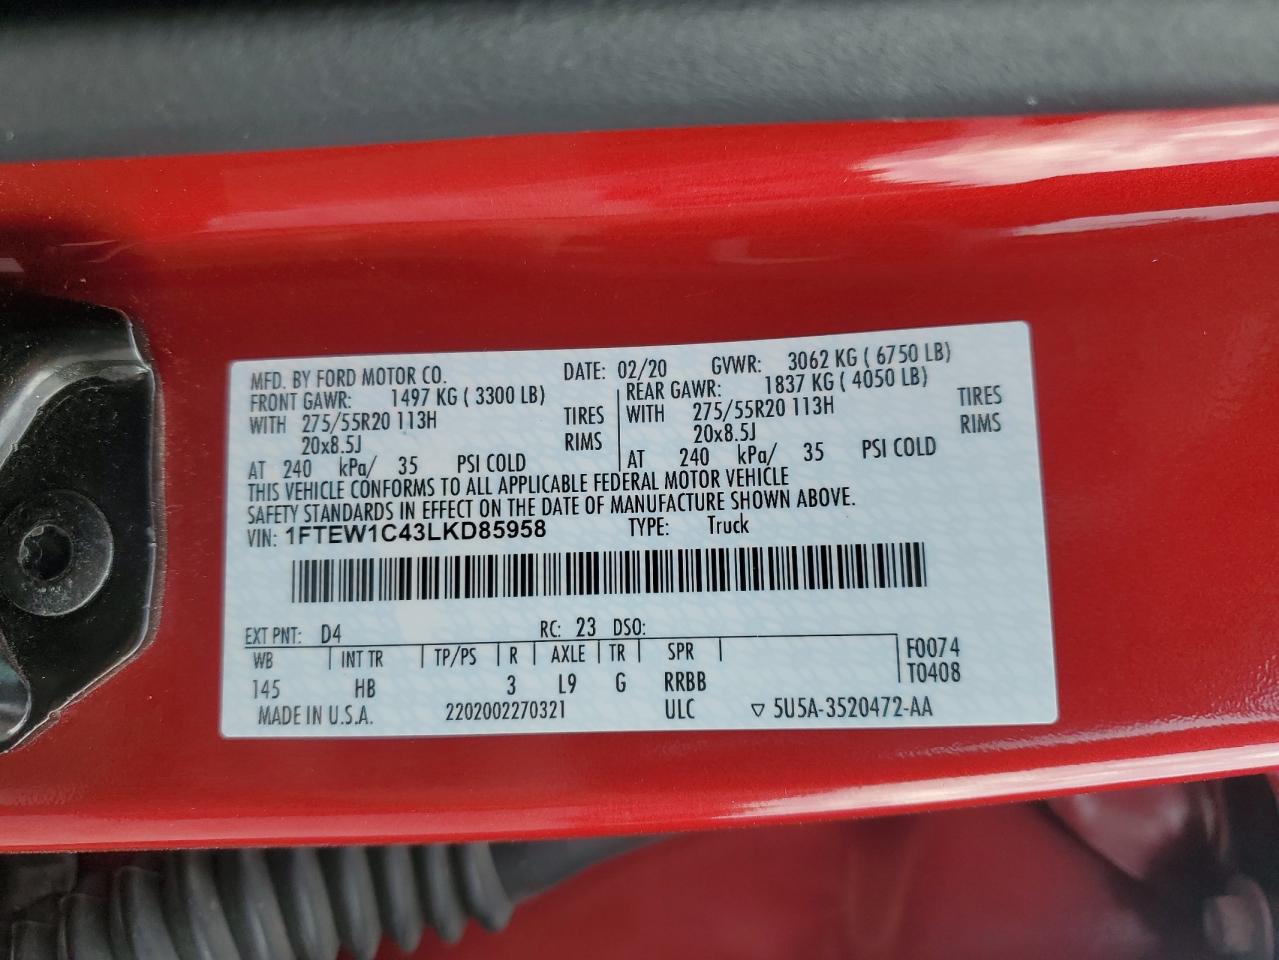 MFD. BY FORD MOTOR CO. DATE: 02/20 GVWR: 3062 KG ( 6750 LB)
FRONT GAWR: 1497 KG ( 3300 LB) REAR GAWR: 1837 KG ( 4050 LB)
WITH 275/55R20 113H TIRES WITH 275/55R20 113H TIRES
20x8.5J RIMS 20x8.5J RIMS
AT 240 kPa/ 35 PSI COLD AT 240 kPa/ 35 PSI COLD
THIS VEHICLE CONFORMS TO ALL APPLICABLE FEDERAL MOTOR VEHICLE
SAFETY STANDARDS IN EFFECT ON THE DATE OF MANUFACTURE SHOWN ABOVE.
VIN: 1FTEW1C43LKD85958 TYPE: Truck
EXT PNT: D4 RC: 23 DSO:
WB INT TR TP/PS R AXLE TR SPR F0074
145 HB 3 L9 G RRBB T0408
MADE IN U.S.A. 2202002270321 ULC ▽ 5U5A-3520472-AA